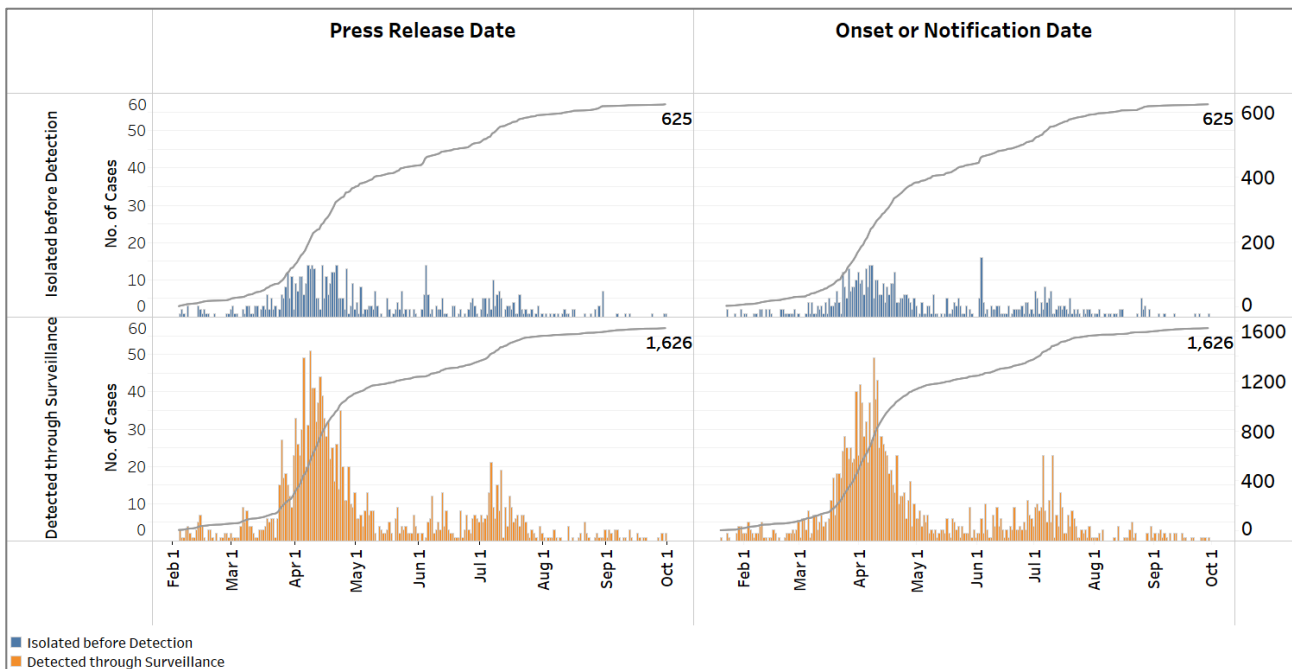 Press Release Date
Onset or Notification Date
Isolated before Detection
No. of Cases
60
50
40
30
20
10
0
625
625
600
400
200
0
Detected through Surveillance
No. of Cases
60
50
40
30
20
10
0
1,626
1,626
1600
1200
800
400
0
Feb 1
Mar 1
Apr 1
May 1
Jun 1
Jul 1
Aug 1
Sep 1
Oct 1
Feb 1
Mar 1
Apr 1
May 1
Jun 1
Jul 1
Aug 1
Sep 1
Oct 1
Isolated before Detection
Detected through Surveillance